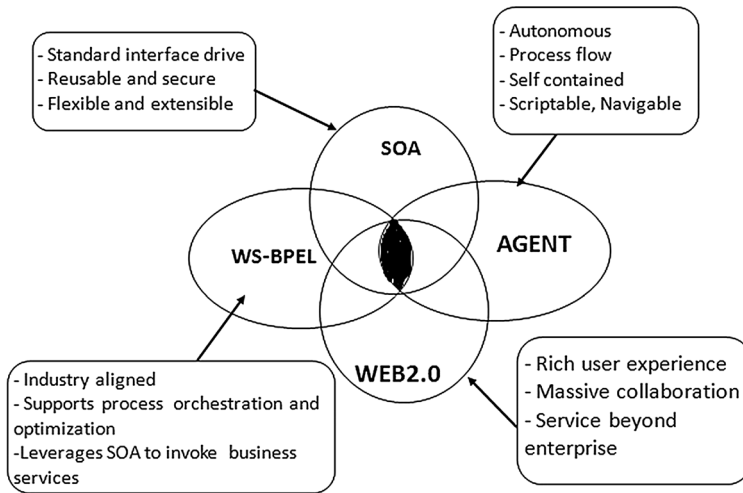 - Standard interface drive
- Reusable and secure
- Flexible and extensible
- Autonomous
- Process flow
- Self contained
- Scriptable, Navigable
SOA
WS-BPEL
AGENT
WEB2.0
- Industry aligned
- Supports process orchestration and
optimization
-Leverages SOA to invoke business
services
- Rich user experience
- Massive collaboration
- Service beyond
enterprise